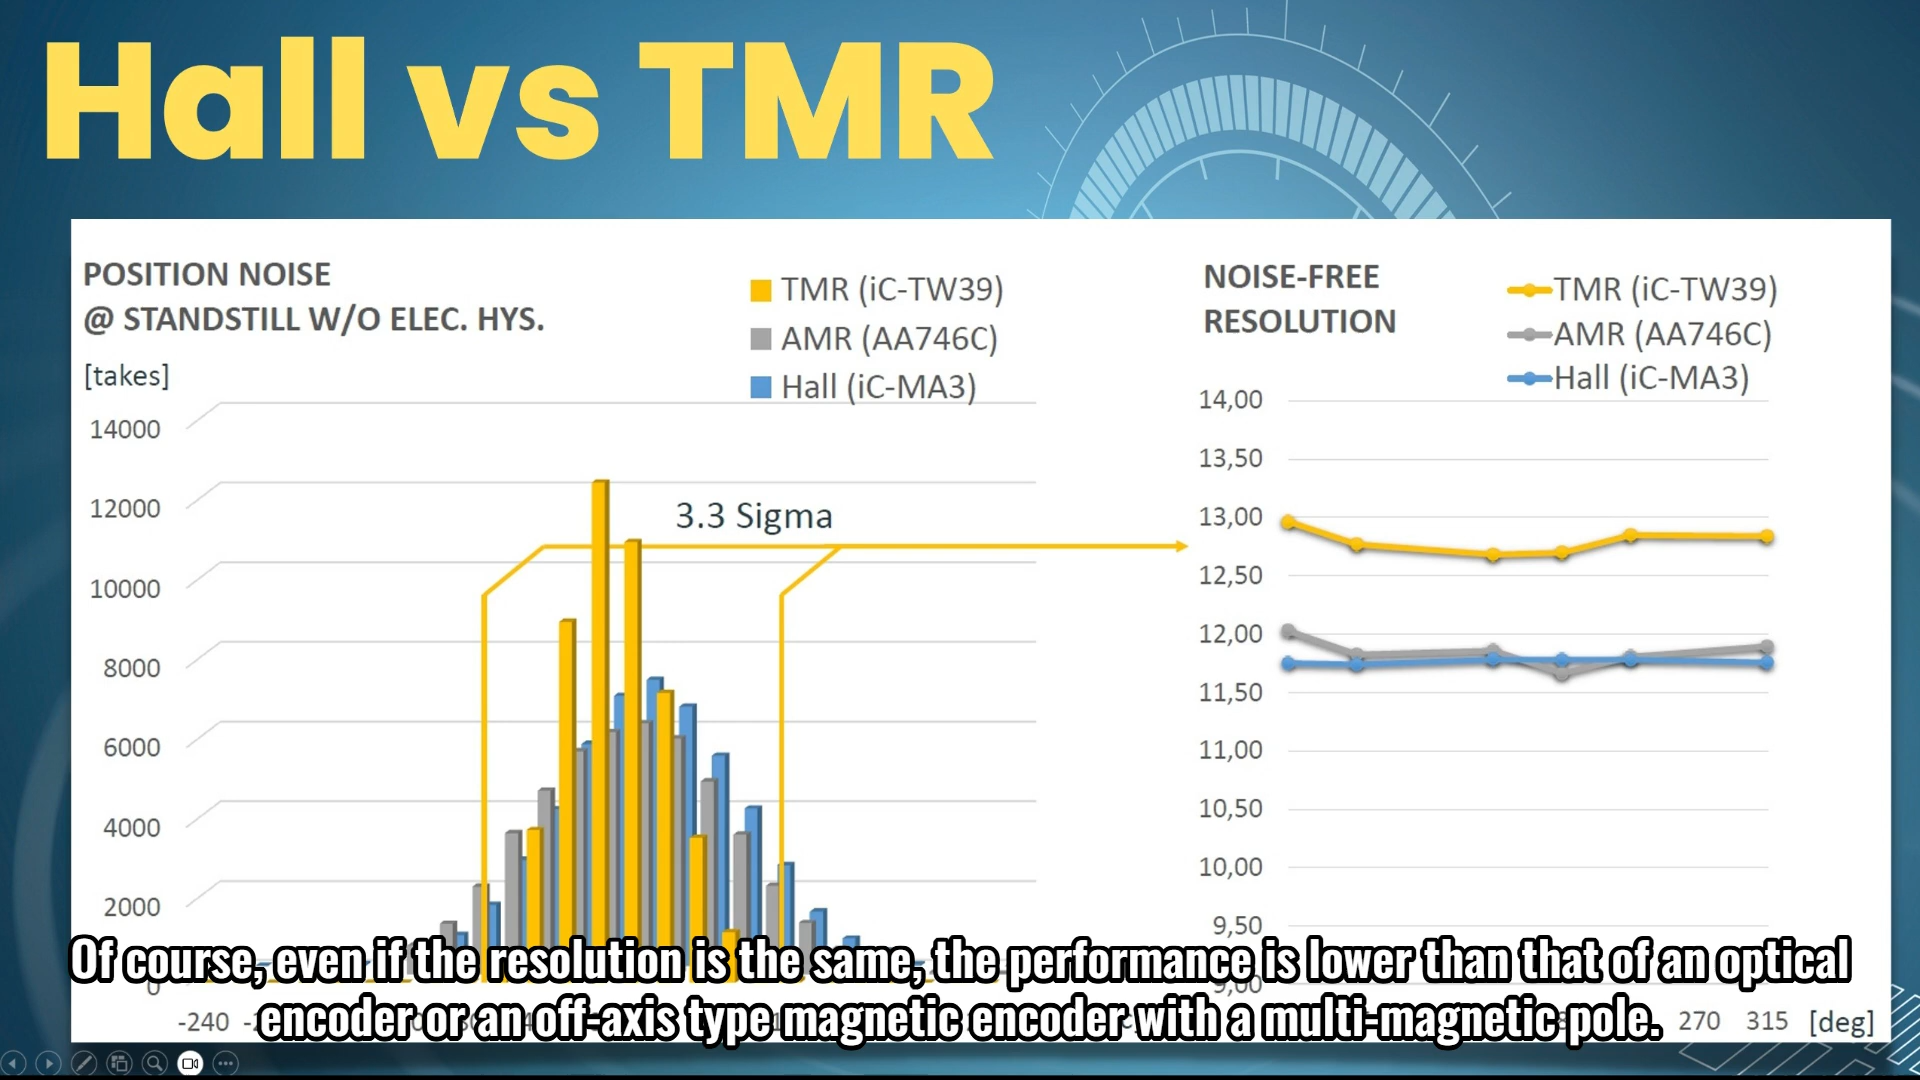 Hall vs TMR
POSITION NOISE
@ STANDSTILL W/O ELEC. HYS.
[takes]
TMR (iC-TW39)
AMR (AA746C)
Hall (iC-MA3)
14000
12000
10000
8000
6000
4000
2000
0
3.3 Sigma
-240
NOISE-FREE
RESOLUTION
TMR (iC-TW39)
AMR (AA746C)
Hall (iC-MA3)
14,00
13,50
13,00
12,50
12,00
11,50
11,00
10,50
10,00
9,50
9,00
270 315 [deg]
Of course, even if the resolution is the same, the performance is lower than that of an optical
encoder or an off-axis type magnetic encoder with a multi-magnetic pole.